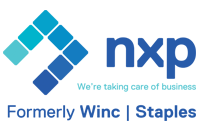 nxp
We're taking care of business
Formerly Winc | Staples